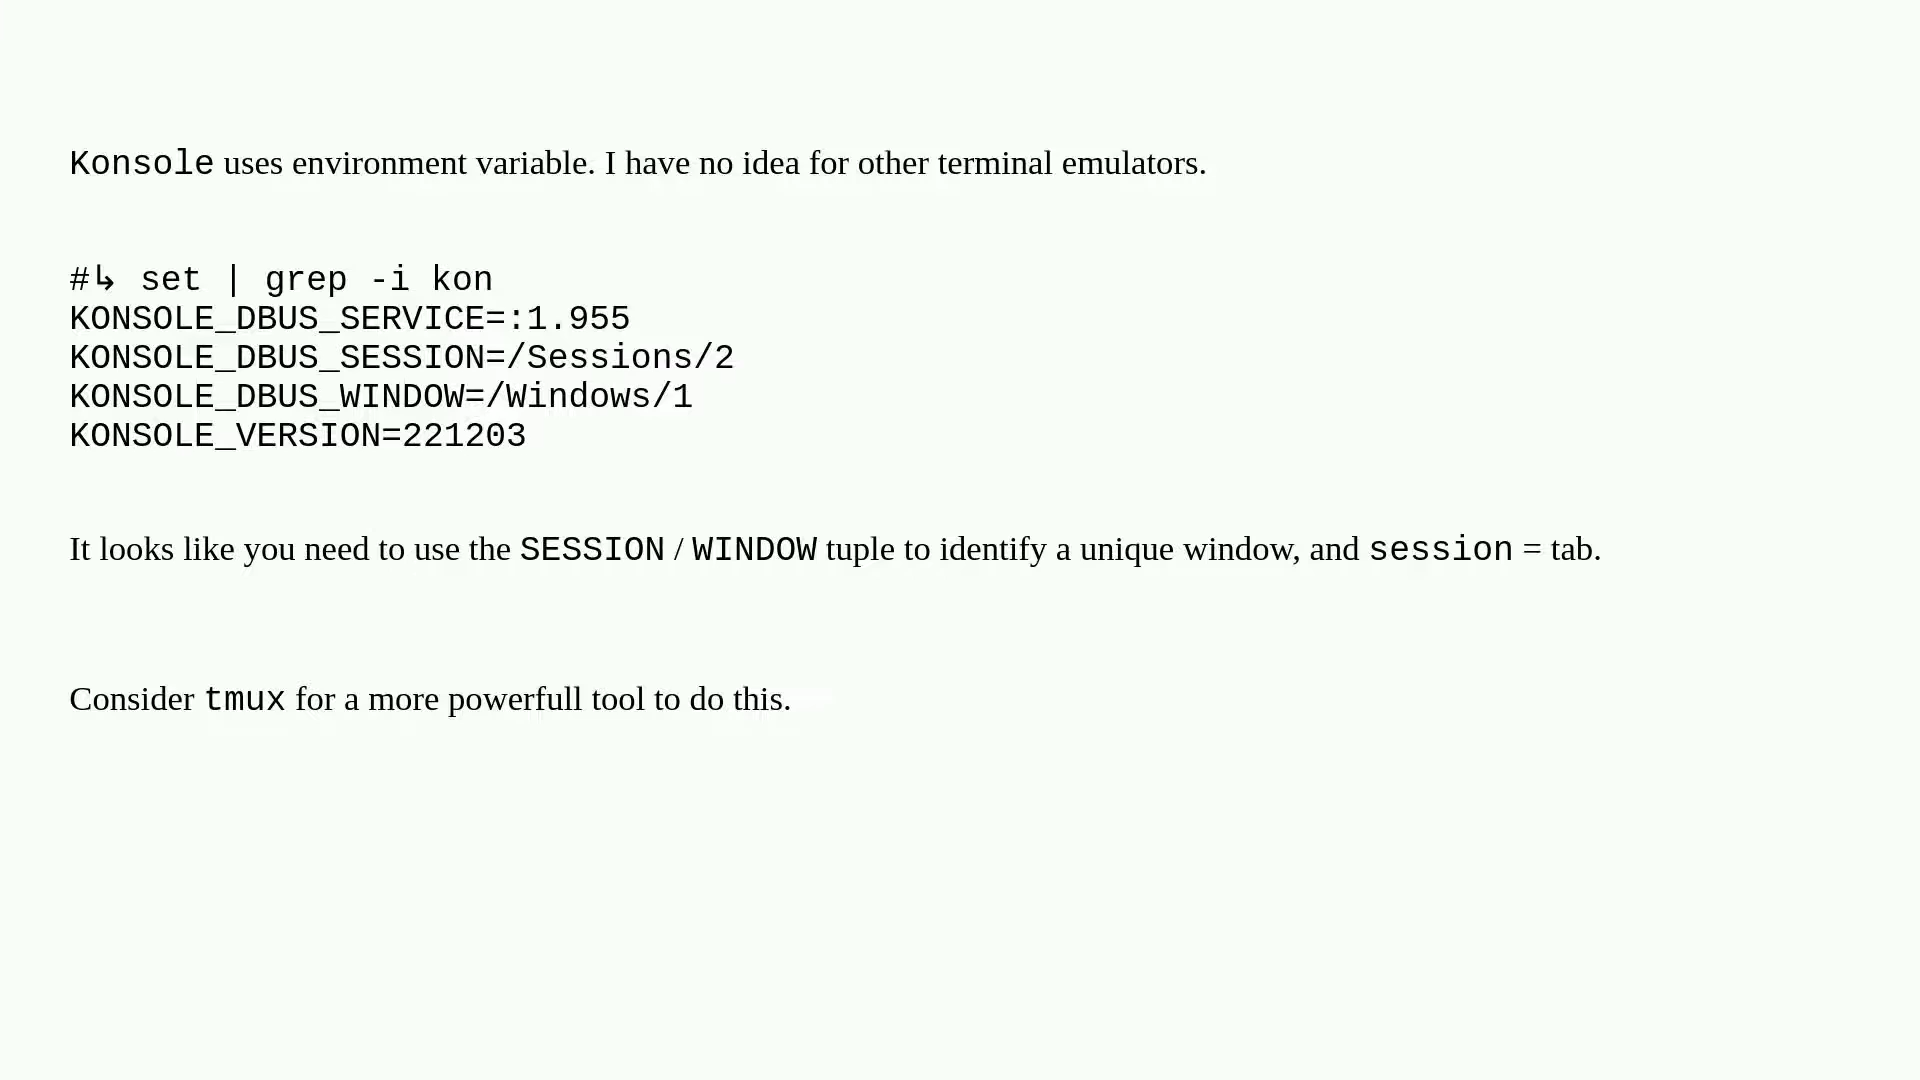 Konsole uses environment variable. I have no idea for other terminal emulators.
#↳ set | grep -i kon
KONSOLE_DBUS_SERVICE=:1.955
KONSOLE_DBUS_SESSION=/Sessions/2
KONSOLE_DBUS_WINDOW=/Windows/1
KONSOLE_VERSION=221203
It looks like you need to use the SESSION / WINDOW tuple to identify a unique window, and session = tab.
Consider tmux for a more powerfull tool to do this.